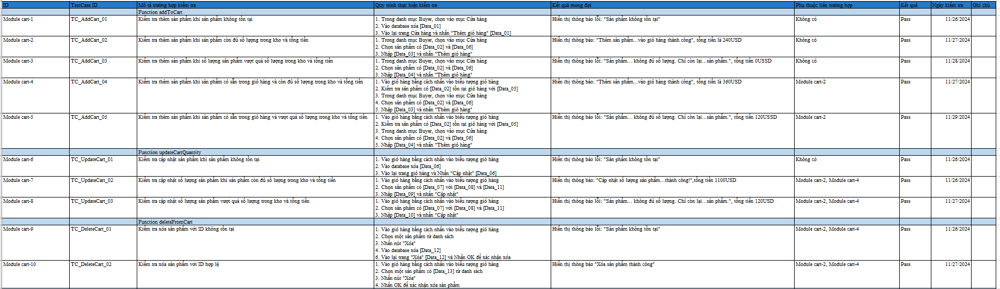 ID TestCase ID Mô tả trường hợp kiểm tra Quy trình thực hiện kiểm tra Kết quả mong đợi Phụ thuộc liên trường hợp Kết quả Ngày kiểm tra Ghi chú
Function addToCart
Module cart-1 TC_AddCart_01 Kiểm tra thêm sản phẩm khi sản phẩm không tồn tại 1. Trong danh mục Buyer, chọn vào mục Cửa hàng Hiển thị thông báo lỗi: "Sản phẩm không tồn tại" Không có Pass 11/26/2024
2. Vào database xóa [Data_01]
3. Vào lại trang Cửa hàng và nhấn "Thêm giỏ hàng" [Data_01]
Module cart-2 TC_AddCart_02 Kiểm tra thêm sản phẩm khi sản phẩm còn đủ số lượng trong kho và tổng tiền 1. Trong danh mục Buyer, chọn vào mục Cửa hàng Hiển thị thông báo: "Thêm sản phẩm...vào giỏ hàng thành công", tổng tiền là 240USD Không có Pass 11/27/2024
2. Chọn sản phẩm có [Data_02] và [Data_06]
3. Nhập [Data_03] và nhấn "Thêm giỏ hàng"
Module cart-3 TC_AddCart_03 Kiểm tra thêm sản phẩm khi số lượng sản phẩm vượt quá số lượng trong kho và tổng tiền 1. Trong danh mục Buyer, chọn vào mục Cửa hàng Hiển thị thông báo lỗi: "Sản phẩm... không đủ số lượng. Chỉ còn lại...sản phẩm.", tổng tiền 0USSD Không có Pass 11/28/2024
2. Chọn sản phẩm có [Data_02] và [Data_06]
3. Nhập [Data_04] và nhấn "Thêm giỏ hàng"
Module cart-4 TC_AddCart_04 Kiểm tra thêm sản phẩm khi sản phẩm có sẵn trong giỏ hàng và còn đủ số lượng trong kho và tổng tiền 1. Vào giỏ hàng bằng cách nhấn vào biểu tượng giỏ hàng Hiển thị thông báo: "Thêm sản phẩm...vào giỏ hàng thành công", tổng tiền là 360USD Module cart-2 Pass 11/27/2024
2. Kiểm tra sản phẩm có [Data_02] tồn tại giỏ hàng với [Data_05]
3. Trong danh mục Buyer, chọn vào mục Cửa hàng
4. Chọn sản phẩm có [Data_02] và [Data_06]
5. Nhập [Data_03] và nhấn "Thêm giỏ hàng"
Module cart-5 TC_AddCart_05 Kiểm tra thêm sản phẩm khi sản phẩm có sẵn trong giỏ hàng và vượt quá số lượng trong kho và tổng tiền 1. Vào giỏ hàng bằng cách nhấn vào biểu tượng giỏ hàng Hiển thị thông báo lỗi: "Sản phẩm... không đủ số lượng. Chỉ còn lại...sản phẩm.", tổng tiền 120USSD Module cart-2 Pass 11/29/2024
2. Kiểm tra sản phẩm có [Data_02] tồn tại giỏ hàng với [Data_05]
3. Trong danh mục Buyer, chọn vào mục Cửa hàng
4. Chọn sản phẩm có [Data_02] và [Data_06]
5. Nhập [Data_04] và nhấn "Thêm giỏ hàng"
Function updateCartQuantity
Module cart-6 TC_UpdateCart_01 Kiểm tra cập nhật sản phẩm khi sản phẩm không tồn tại 1. Vào giỏ hàng bằng cách nhấn vào biểu tượng giỏ hàng Hiển thị thông báo lỗi: "Sản phẩm không tồn tại" Không có Pass 11/26/2024
2. Vào database xóa [Data_06]
3. Vào lại trang giỏ hàng và Nhấn "Cập nhật" [Data_06]
Module cart-7 TC_UpdateCart_02 Kiểm tra cập nhật số lượng sản phẩm khi sản phẩm còn đủ số lượng trong kho và tổng tiền 1. Vào giỏ hàng bằng cách nhấn vào biểu tượng giỏ hàng Hiển thị thông báo: "Cập nhật số lượng sản phẩm...thành công!",tổng tiền 1100USD Module cart-2, Module cart-4 Pass 11/26/2024
2. Chọn sản phẩm có [Data_07] với [Data_08] và [Data_11]
3. Nhập [Data_09] và nhấn "Cập nhật"
Module cart-8 TC_UpdateCart_03 Kiểm tra cập nhật số lượng sản phẩm vượt quá số lượng trong kho và tổng tiền 1. Vào giỏ hàng bằng cách nhấn vào biểu tượng giỏ hàng Hiển thị thông báo lỗi: "Sản phẩm... không đủ số lượng. Chỉ còn lại...sản phẩm.", tổng tiền 120USD Module cart-2, Module cart-4 Pass 11/27/2024
2. Chọn sản phẩm có [Data_07] với [Data_08] và [Data_11]
3. Nhập [Data_10] và nhấn "Cập nhật"
Function deleteFromCart
Module cart-9 TC_DeleteCart_01 Kiểm tra xóa sản phẩm với ID không tồn tại 1. Vào giỏ hàng bằng cách nhấn vào biểu tượng giỏ hàng Hiển thị thông báo lỗi: "Sản phẩm không tồn tại" Module cart-2, Module cart-4 Pass 11/26/2024
2. Chọn một sản phẩm từ danh sách
3. Nhấn nút "Xóa"
4. Vào database xóa [Data_12]
6. Vào lại trang "Xóa" [Data_12] và Nhấn OK để xác nhận xóa
Module cart-10 TC_DeleteCart_02 Kiểm tra xóa sản phẩm với ID hợp lệ 1. Vào giỏ hàng bằng cách nhấn vào biểu tượng giỏ hàng Hiển thị thông báo "Xóa sản phẩm thành công" Module cart-2, Module cart-4 Pass 11/27/2024
2. Chọn một sản phẩm có [Data_13] từ danh sách
3. Nhấn nút "Xóa"
4. Nhấn OK để xác nhận xóa sản phẩm